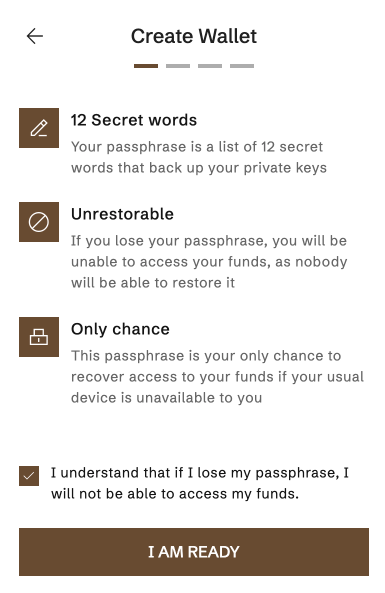 Create Wallet
12 Secret words
Your passphrase is a list of 12 secret
words that back up your private keys
Unrestorable
If you lose your passphrase, you will be
unable to access your funds, as nobody
will be able to restore it
Only chance
This passphrase is your only chance to
recover access to your funds if your usual
device is unavailable to you
I understand that if I lose my passphrase, I
will not be able to access my funds.
I AM READY